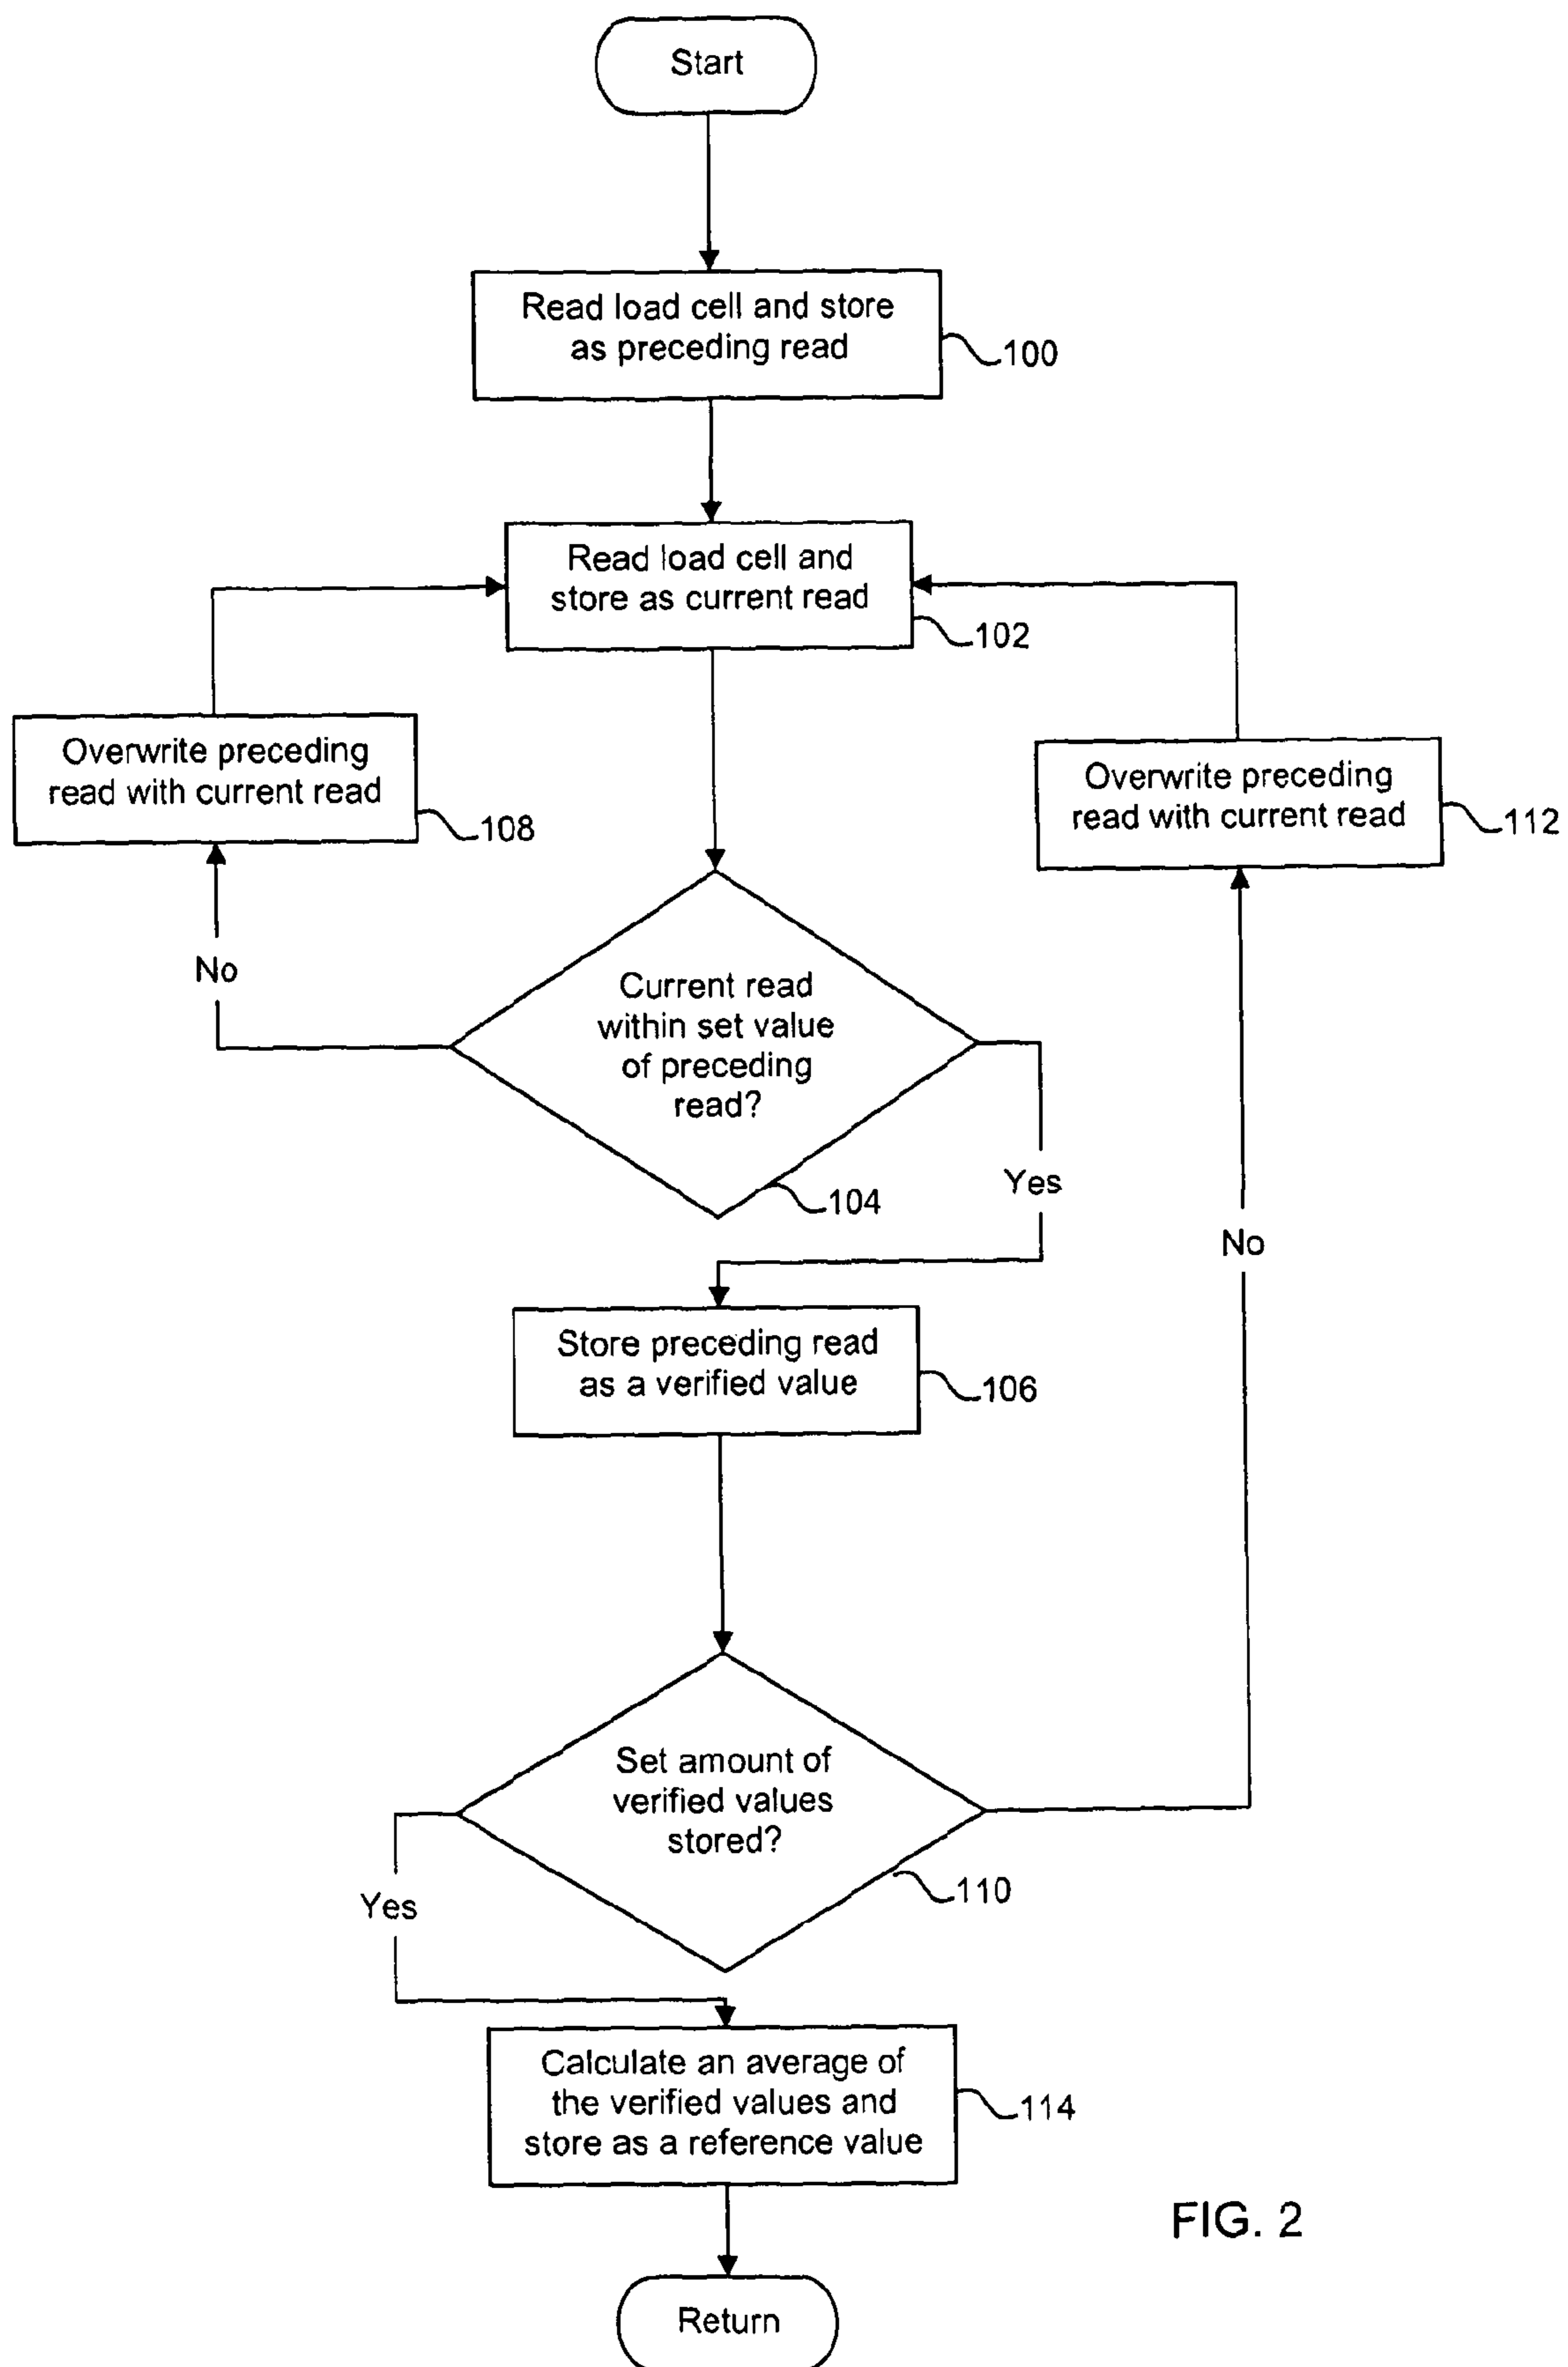 Start
Read load cell and store
as preceding read
100
Read load cell and
store as current read
102
Overwrite preceding
read with current read
108
Overwrite preceding
read with current read
112
No
Current read
within set value
of preceding
read?
104
Yes
No
Store preceding read
as a verified value
106
Set amount of
verified values
stored?
110
Yes
Calculate an average of
the verified values and
store as a reference value
114
FIG. 2
Return